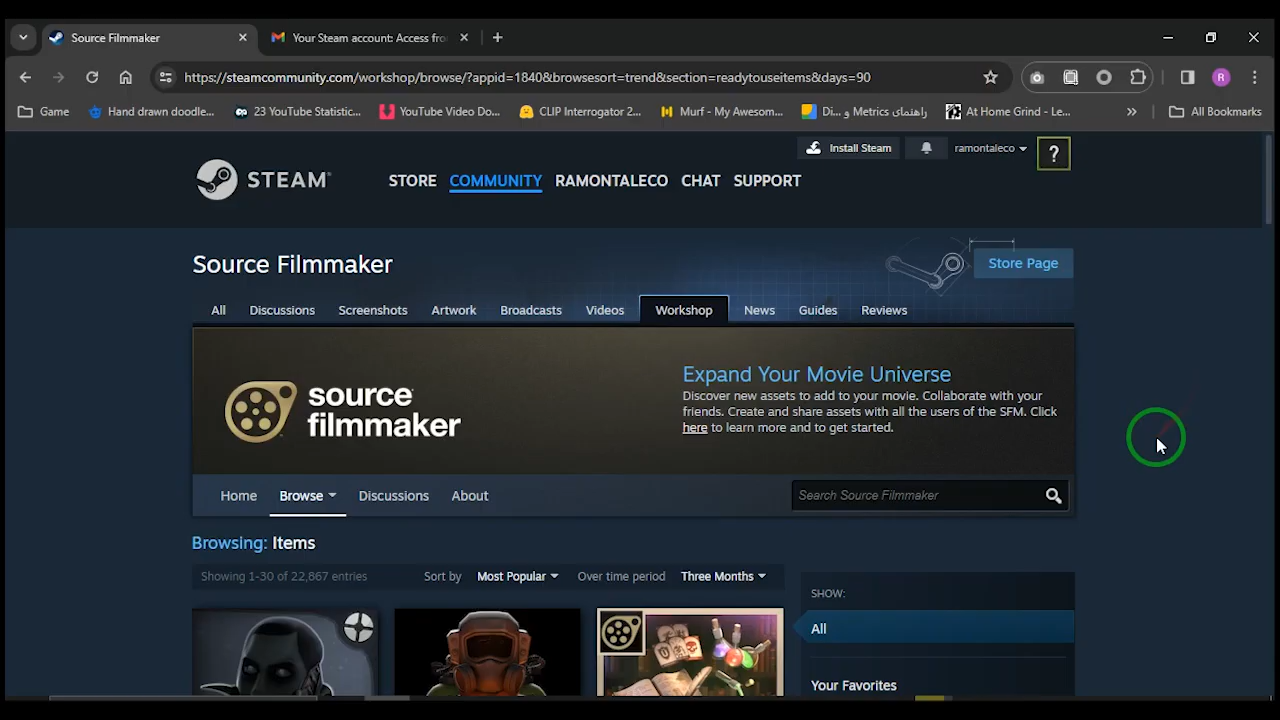 Source Filmmaker
Your Steam account: Access fro
https://steamcommunity.com/workshop/browse/?appid=1840&browsesort=trend&section=readytouseitems&days=90
R
Game
Hand drawn doodle...
23 YouTube Statistic...
YouTube Video Do...
CLIP Interrogator 2...
Murf - My Awesom...
راهنمای Metrics و Di...
At Home Grind - Le...
»
All Bookmarks
STEAM®
Install Steam
ramontaleco
?
STORE COMMUNITY RAMONTALECO CHAT SUPPORT
Source Filmmaker
Store Page
All Discussions Screenshots Artwork Broadcasts Videos Workshop News Guides Reviews
source
filmmaker
Expand Your Movie Universe
Discover new assets to add to your movie. Collaborate with your
friends. Create and share assets with all the users of the SFM. Click
here to learn more and to get started.
Home Browse Discussions About
Search Source Filmmaker
Browsing: Items
Showing 1-30 of 22,867 entries
Sort by Most Popular Over time period Three Months
SHOW:
All
Your Favorites